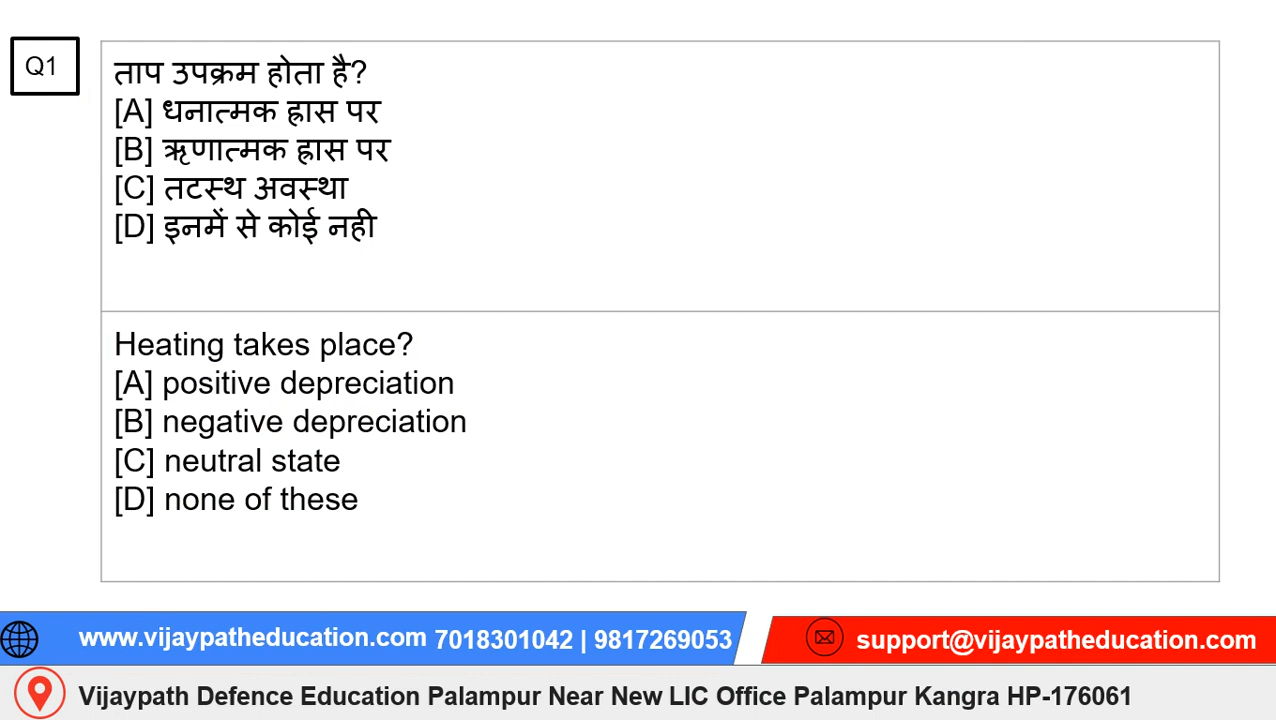 Q1
ताप उपक्रम होता है?
[A] धनात्मक ह्रास पर
[B] ऋणात्मक ह्रास पर
[C] तटस्थ अवस्था
[D] इनमें से कोई नही
Heating takes place?
[A] positive depreciation
[B] negative depreciation
[C] neutral state
[D] none of these
www.vijaypatheducation.com 7018301042 | 9817269053
support@vijaypatheducation.com
Vijaypath Defence Education Palampur Near New LIC Office Palampur Kangra HP-176061